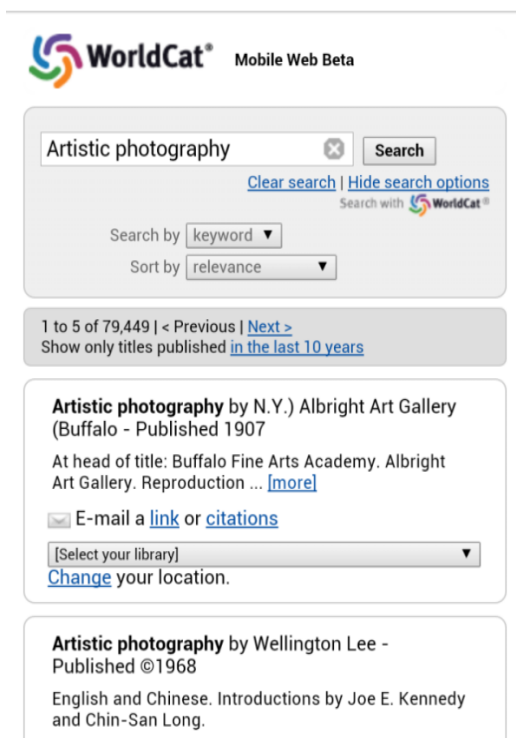 WorldCat® Mobile Web Beta
Artistic photography Search
Clear search | Hide search options
Search with WorldCat®
Search by keyword
Sort by relevance
1 to 5 of 79,449 | < Previous | Next >
Show only titles published in the last 10 years
Artistic photography by N.Y.) Albright Art Gallery
(Buffalo - Published 1907
At head of title: Buffalo Fine Arts Academy. Albright
Art Gallery. Reproduction ... [more]
E-mail a link or citations
[Select your library]
Change your location.
Artistic photography by Wellington Lee -
Published ©1968
English and Chinese. Introductions by Joe E. Kennedy
and Chin-San Long.